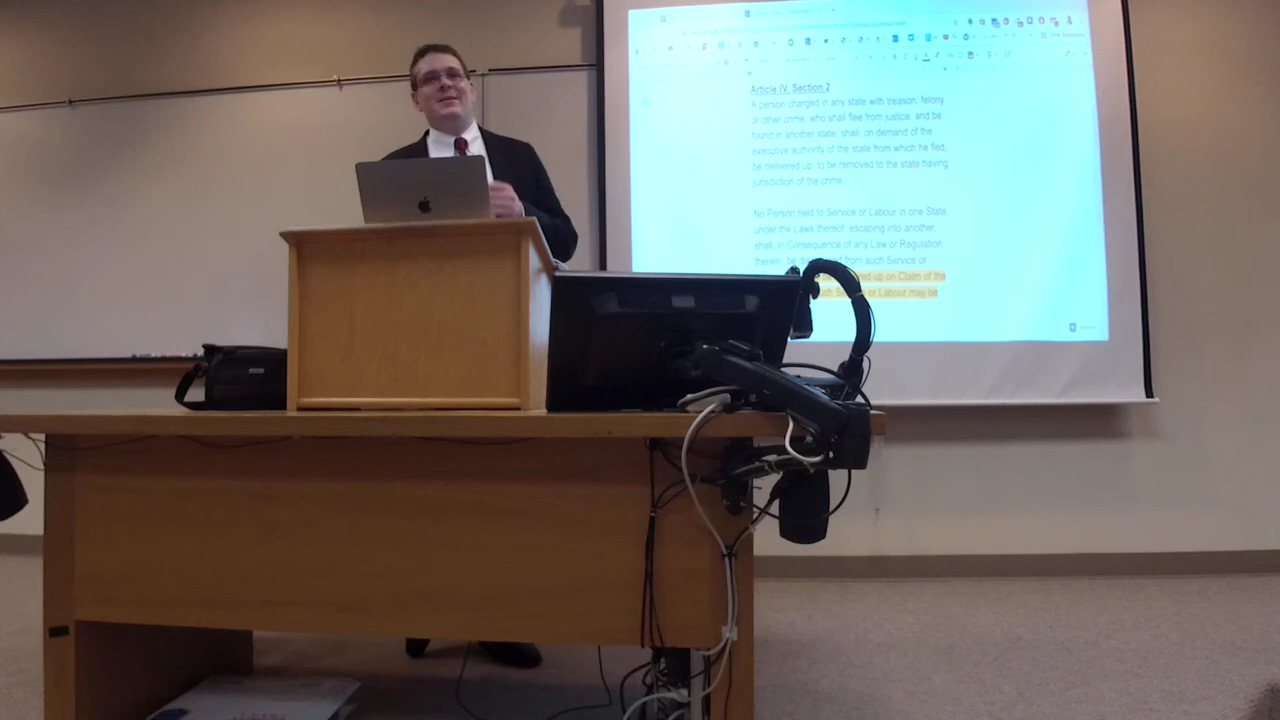 Article IV, Section 2
A person charged in any state with treason, felony
or other crime, who shall flee from justice, and be
found in another state, shall, on demand of the
executive authority of the state from which he fled,
be delivered up, to be removed to the state having
jurisdiction of the crime.
No Person held to Service or Labour in one State,
under the Laws thereof, escaping into another,
shall, in Consequence of any Law or Regulation
therein, be from such Service or
up on Claim of the
or Labour may be